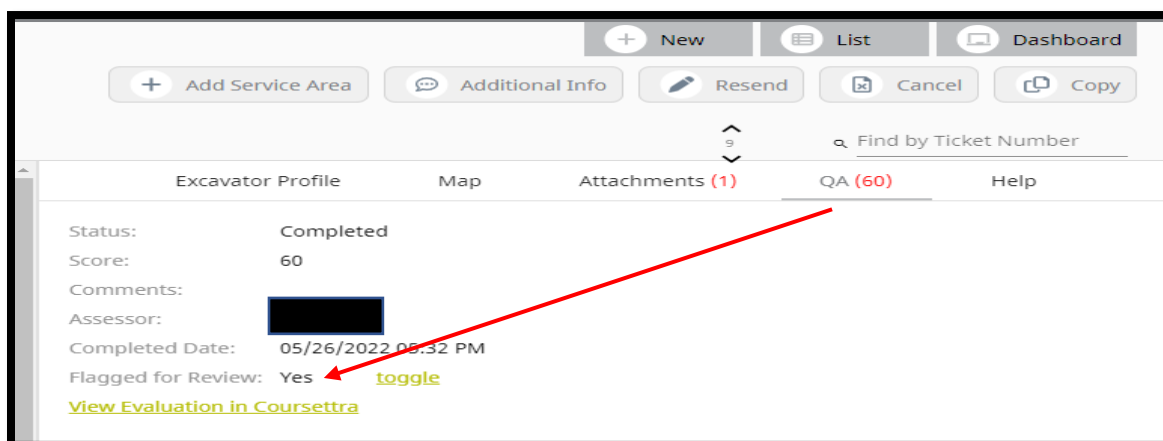 New List Dashboard
Add Service Area Additional Info Resend Cancel Copy
9 Find by Ticket Number
Excavator Profile Map Attachments (1) QA (60) Help
Status: Completed
Score: 60
Comments:
Assessor:
Completed Date: 05/26/2022 05:32 PM
Flagged for Review: Yes toggle
View Evaluation in Coursettra